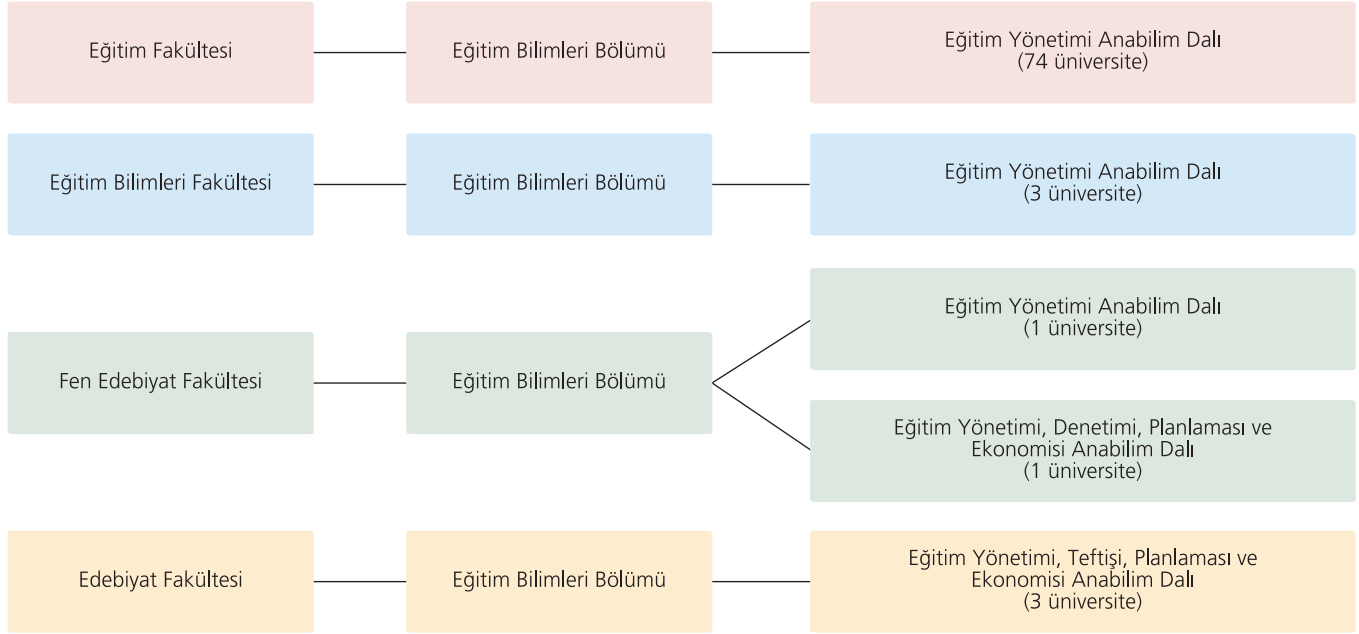 Eğitim Fakültesi
Eğitim Bilimleri Bölümü
Eğitim Yönetimi Anabilim Dalı
(74 üniversite)
Eğitim Bilimleri Fakültesi
Eğitim Bilimleri Bölümü
Eğitim Yönetimi Anabilim Dalı
(3 üniversite)
Fen Edebiyat Fakültesi
Eğitim Bilimleri Bölümü
Eğitim Yönetimi Anabilim Dalı
(1 üniversite)
Eğitim Yönetimi, Denetimi, Planlaması ve
Ekonomisi Anabilim Dalı
(1 üniversite)
Edebiyat Fakültesi
Eğitim Bilimleri Bölümü
Eğitim Yönetimi, Teftişi, Planlaması ve
Ekonomisi Anabilim Dalı
(3 üniversite)